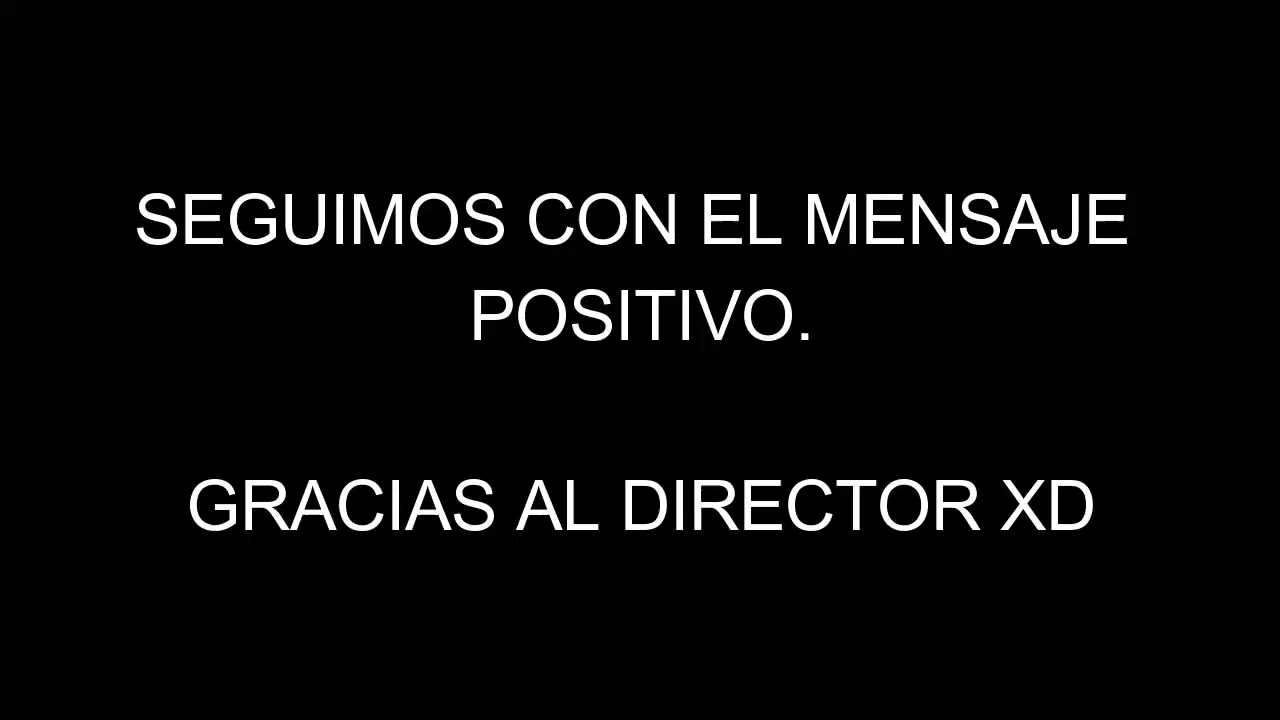 SEGUIMOS CON EL MENSAJE
POSITIVO.
GRACIAS AL DIRECTOR XD